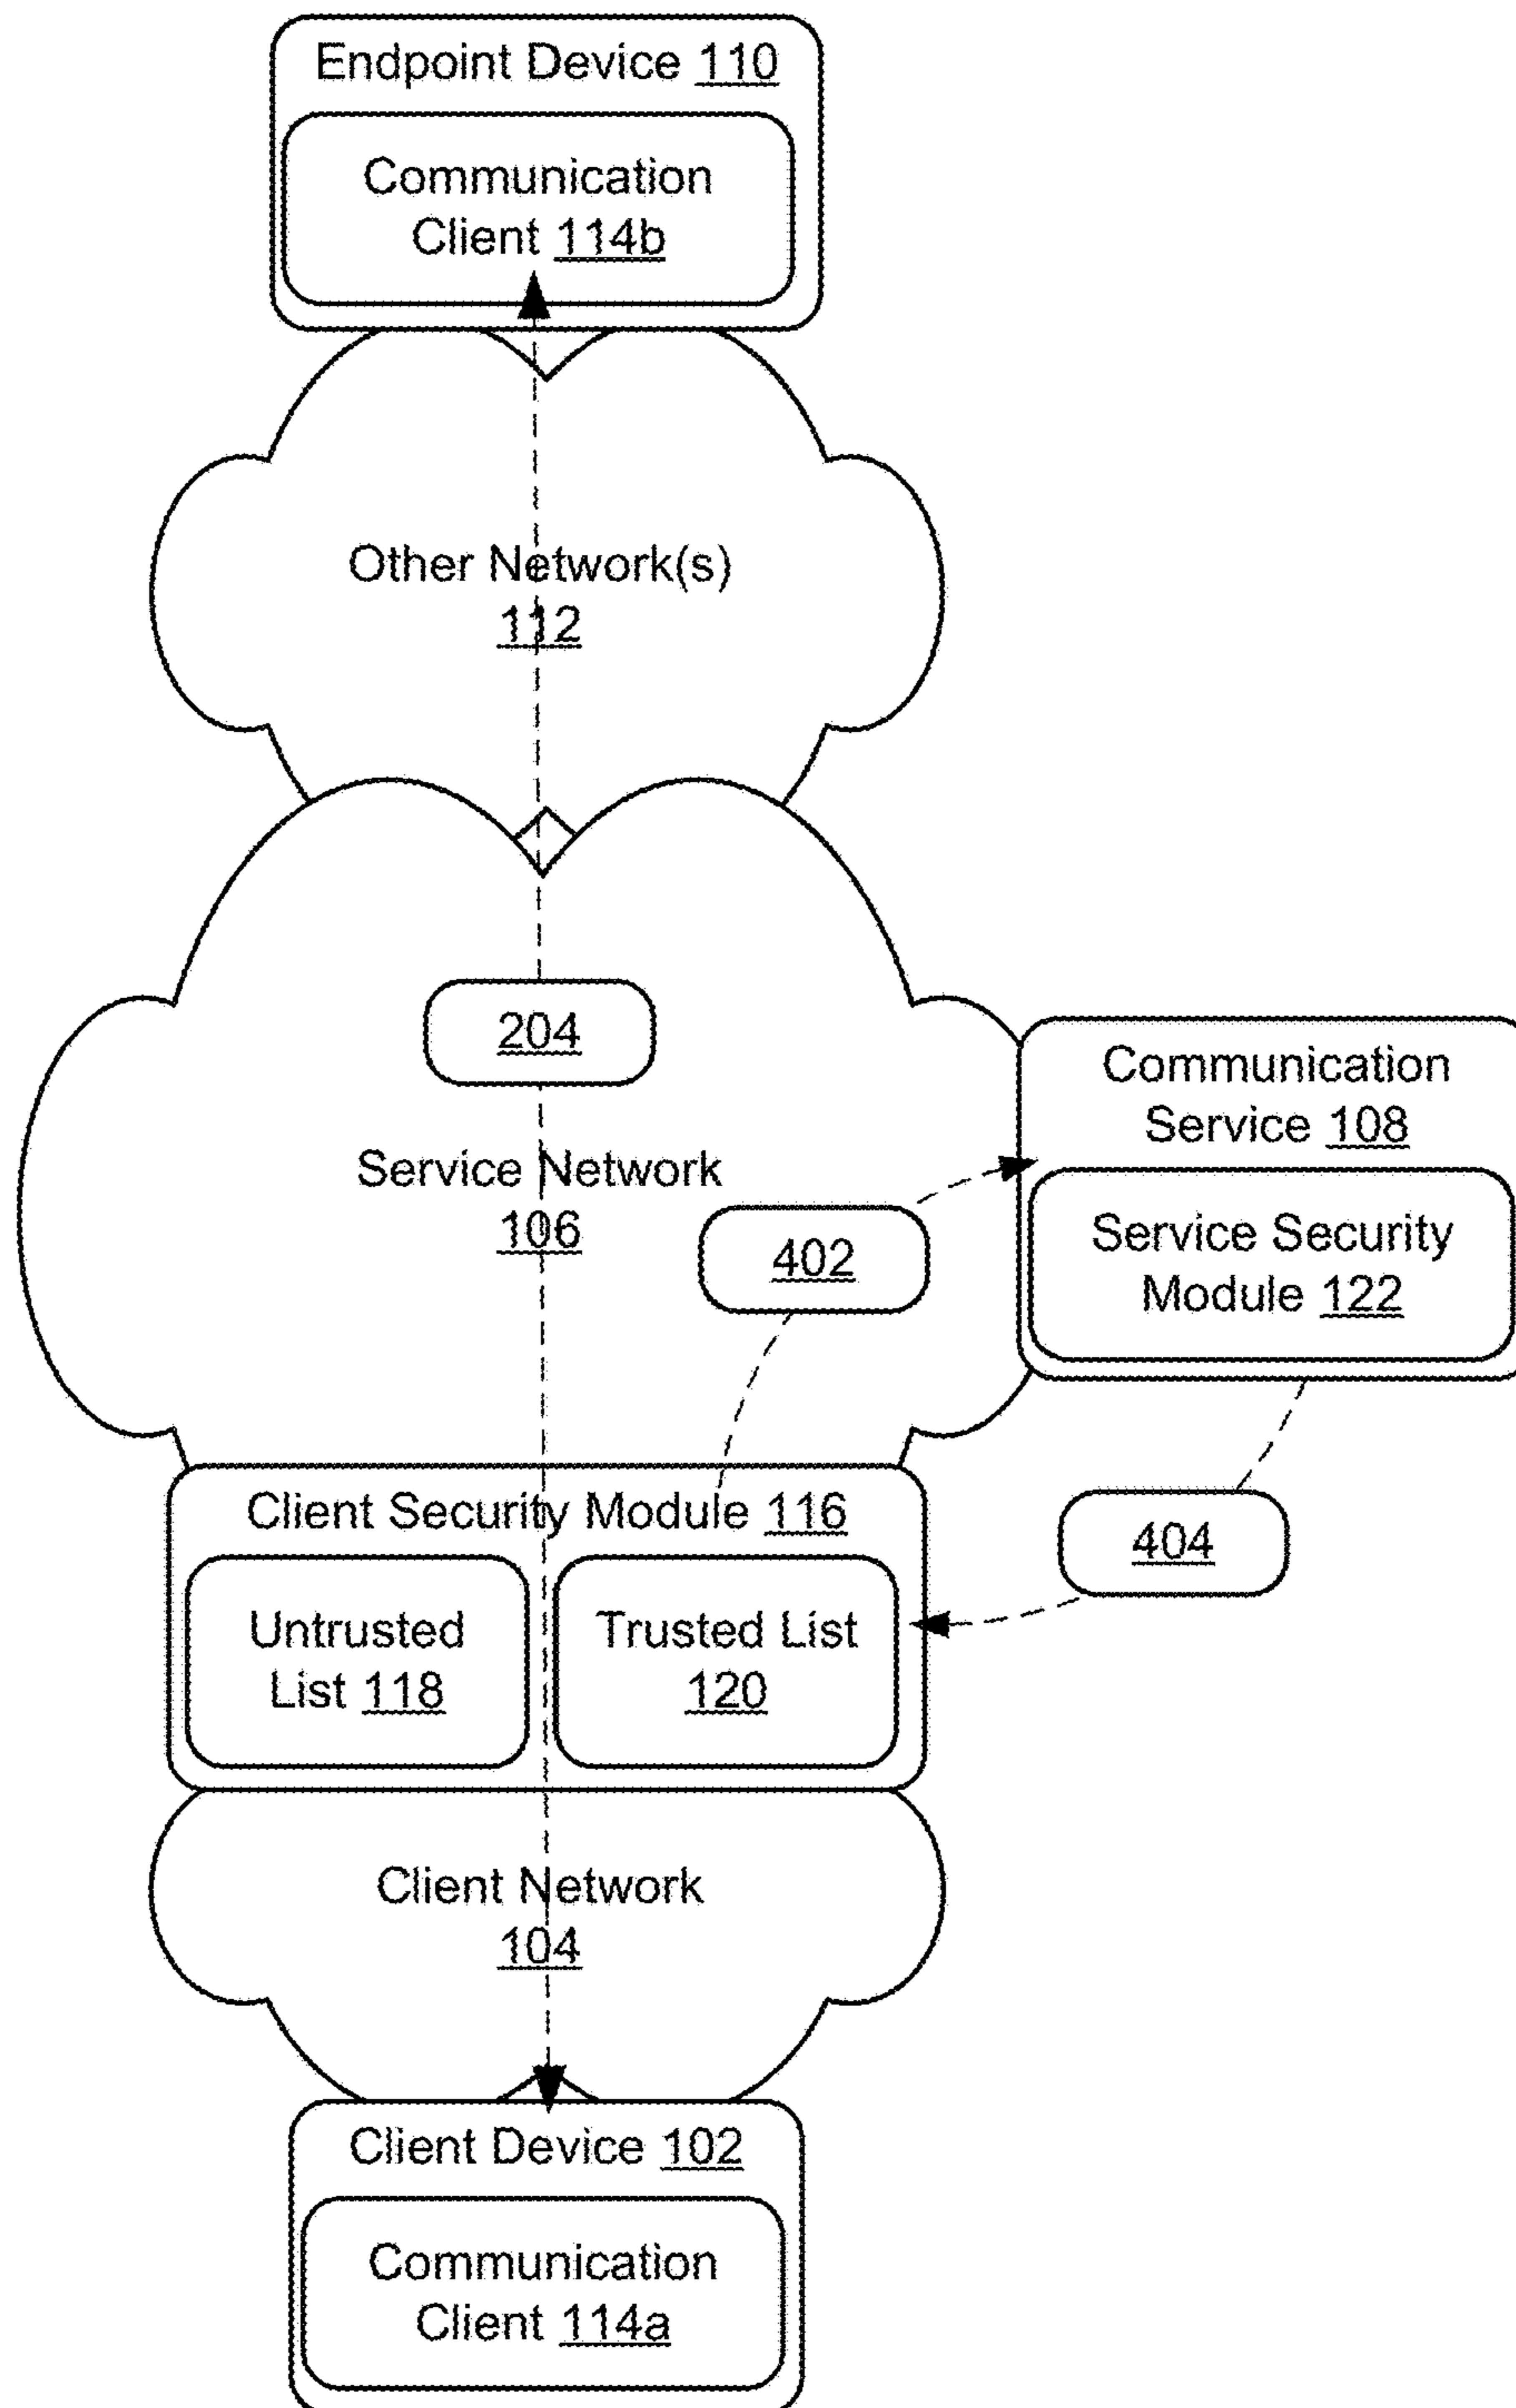 Endpoint Device 110
Communication
Client 114b
Other Network(s)
112
204
Communication
Service 108
Service Network
106
402
Service Security
Module 122
Client Security Module 116
404
Untrusted
List 118
Trusted List
120
Client Network
104
Client Device 102
Communication
Client 114a